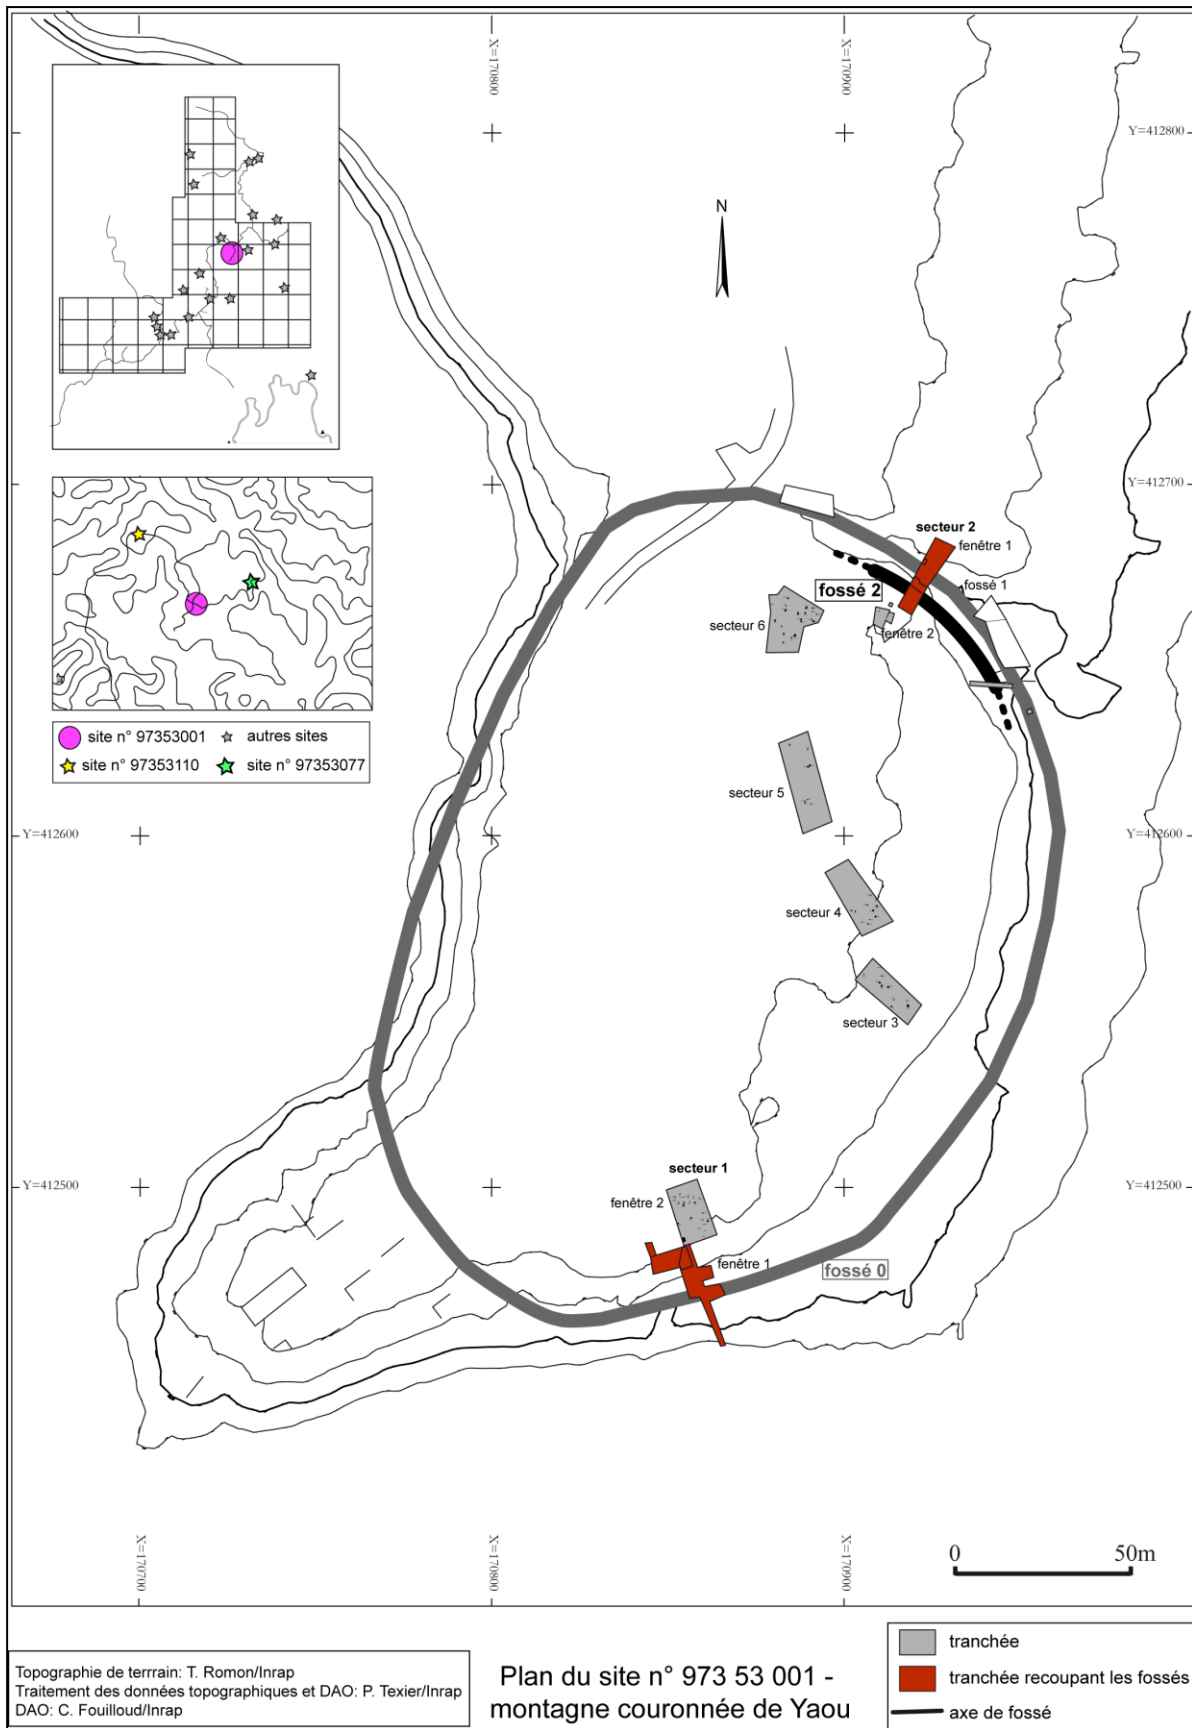 X=170800
X=170900
Y=412800
N
Y=412700
secteur 2
fenêtre 1
fossé 1
fossé 2
fenêtre 2
secteur 6
site n° 97353001
autres sites
site n° 97353110
site n° 97353077
secteur 5
Y=412600
Y=412600
secteur 4
secteur 3
secteur 1
Y=412500
Y=412500
fenêtre 2
fenêtre 1
fossé 0
X=170700
X=170800
X=170900
0
50m
Topographie de terrrain: T. Romon/Inrap
Traitement des données topographiques et DAO: P. Texier/Inrap
DAO: C. Fouilloud/Inrap
Plan du site n° 973 53 001 -
montagne couronnée de Yaou
tranchée
tranchée recoupant les fossés
axe de fossé